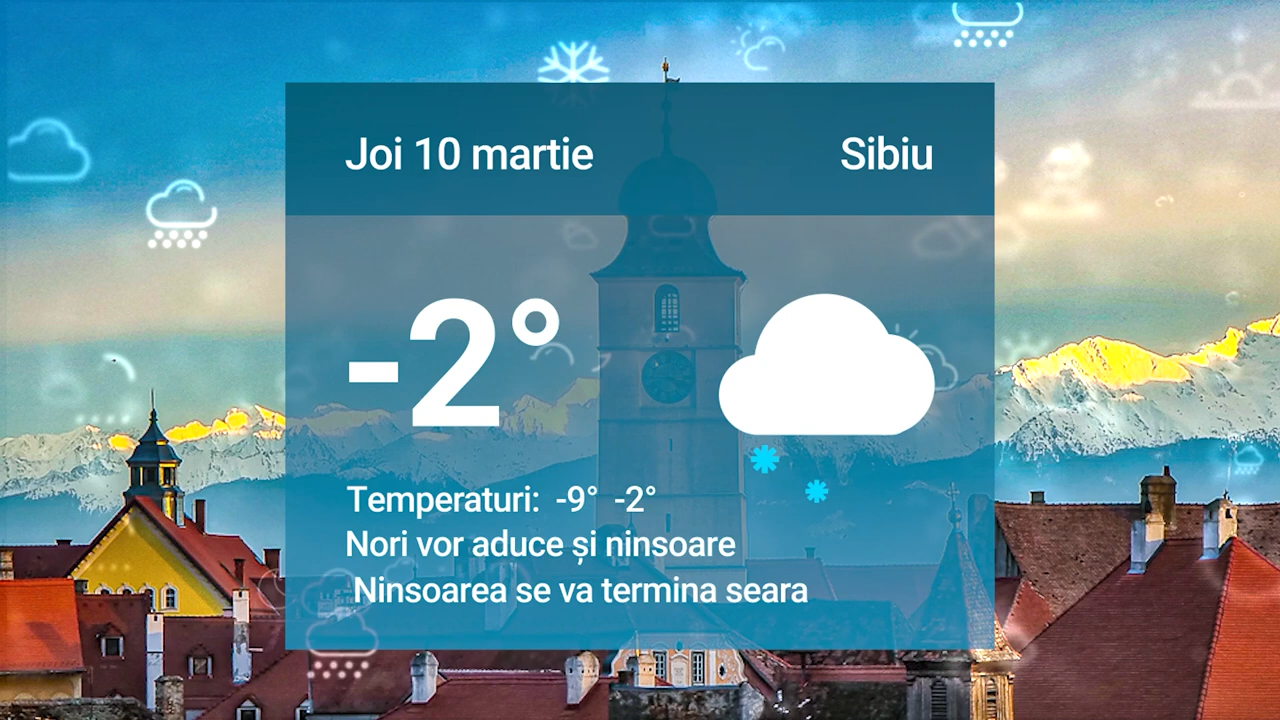 Joi 10 martie
Sibiu
-2°
Temperaturi: -9° -2°
Nori vor aduce și ninsoare
Ninsoarea se va termina seara